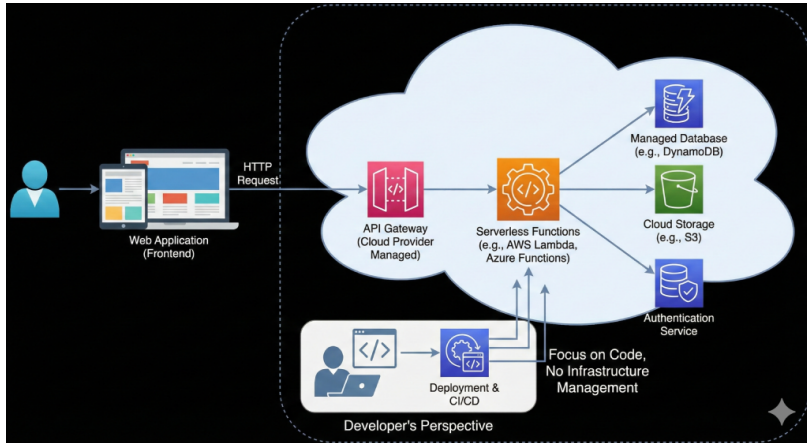 HTTP
Request
Web Application
(Frontend)
API Gateway
(Cloud Provider
Managed)
Serverless Functions
(e.g., AWS Lambda,
Azure Functions)
Managed Database
(e.g., DynamoDB)
Cloud Storage
(e.g., S3)
Authentication
Service
Deployment &
CI/CD
Focus on Code,
No Infrastructure
Management
Developer's Perspective